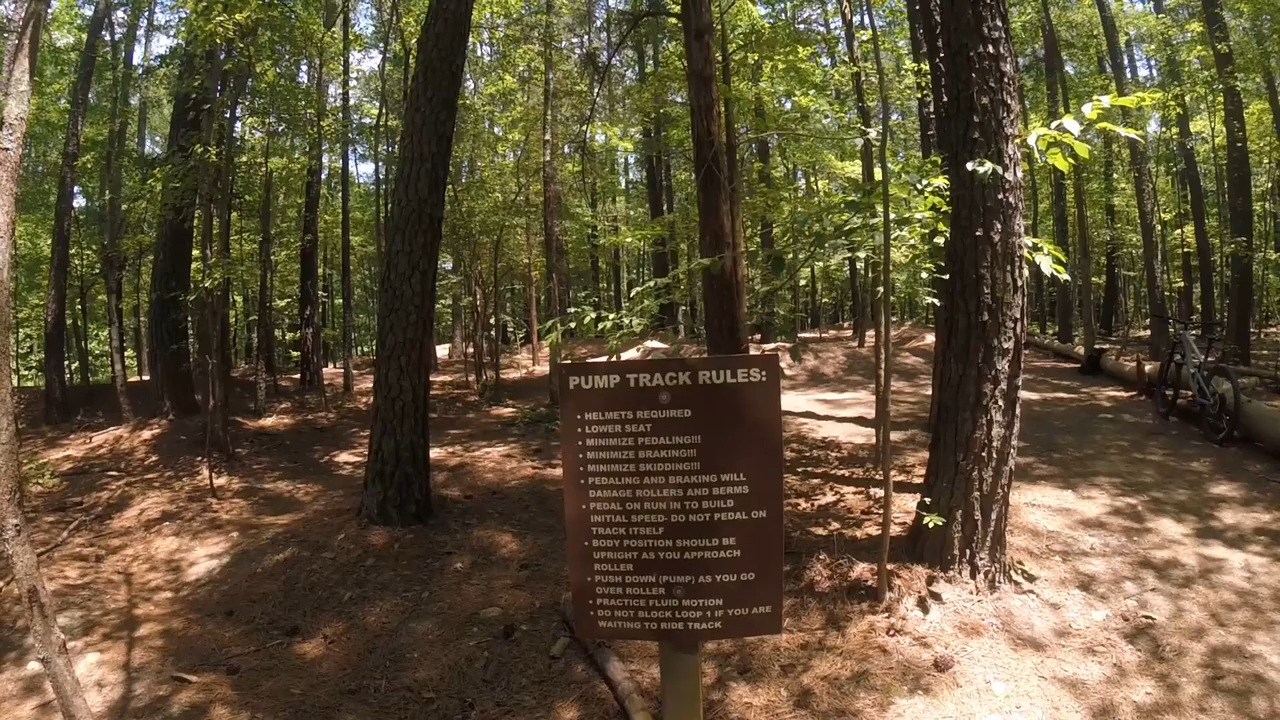 PUMP TRACK RULES:
• HELMETS REQUIRED
• LOWER SEAT
• MINIMIZE PEDALING!!!
• MINIMIZE BRAKING!!!
• MINIMIZE SKIDDING!!!
• PEDALING AND BRAKING WILL
DAMAGE ROLLERS AND BERMS
• PEDAL ON RUN IN TO BUILD
INITIAL SPEED- DO NOT PEDAL ON
TRACK ITSELF
• BODY POSITION SHOULD BE
UPRIGHT AS YOU APPROACH
ROLLER
• PUSH DOWN (PUMP) AS YOU GO
OVER ROLLER
• PRACTICE FLUID MOTION
• DO NOT BLOCK LOOP 1 IF YOU ARE
WAITING TO RIDE TRACK